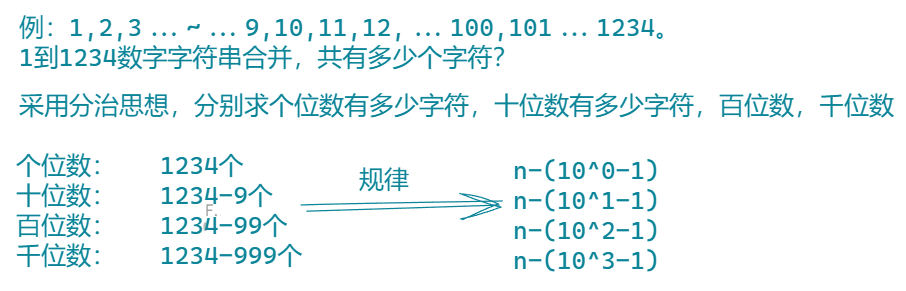 例：1,2,3 ... ~ ... 9,10,11,12, ... 100,101 ... 1234。
1到1234数字字符串合并，共有多少个字符？
采用分治思想，分别求个位数有多少字符，十位数有多少字符，百位数，千位数
个位数： 1234个
十位数： 1234-9个
百位数： 1234-99个
千位数： 1234-999个
规律
n-(10^0-1)
n-(10^1-1)
n-(10^2-1)
n-(10^3-1)